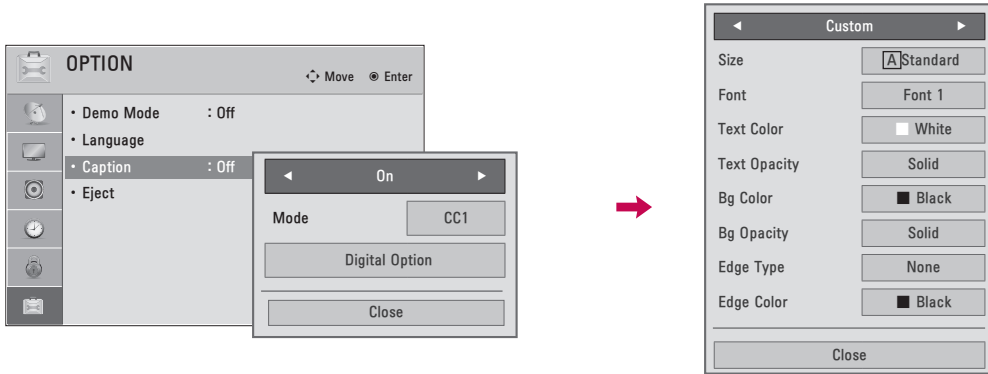 OPTION
Move Enter
• Demo Mode : Off
• Language
• Caption : Off
• Eject
◄ On ►
Mode CC1
Digital Option
Close
◄ Custom ►
Size A Standard
Font Font 1
Text Color White
Text Opacity Solid
Bg Color Black
Bg Opacity Solid
Edge Type None
Edge Color Black
Close